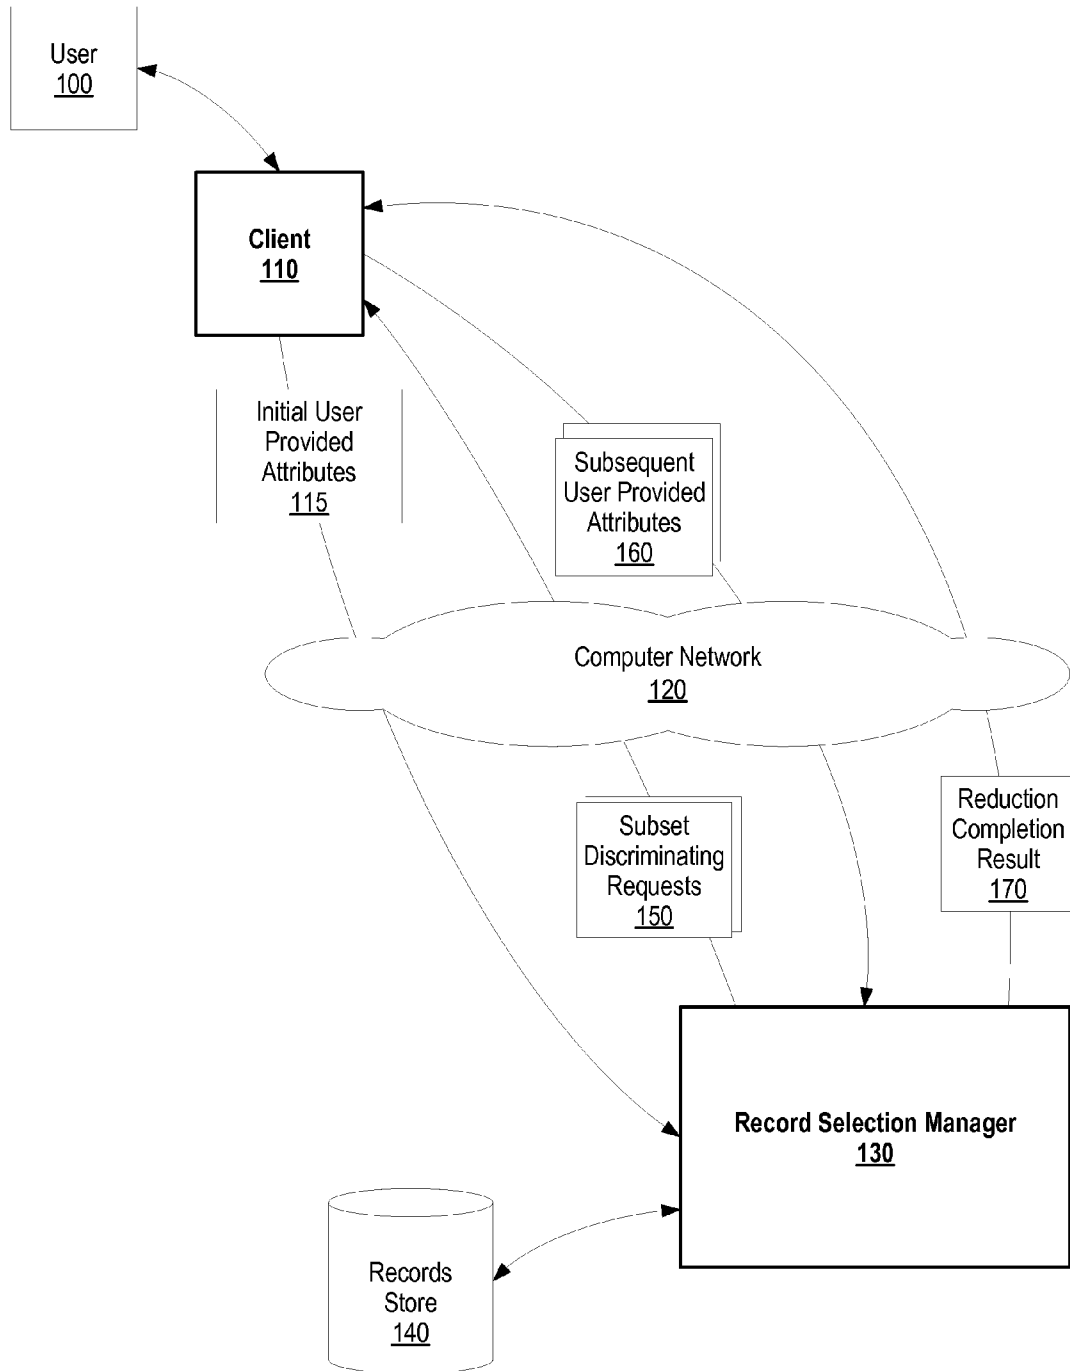 User
100
Client
110
Initial User
Provided
Attributes
115
Subsequent
User Provided
Attributes
160
Computer Network
120
Subset
Discriminating
Requests
150
Reduction
Completion
Result
170
Record Selection Manager
130
Records
Store
140